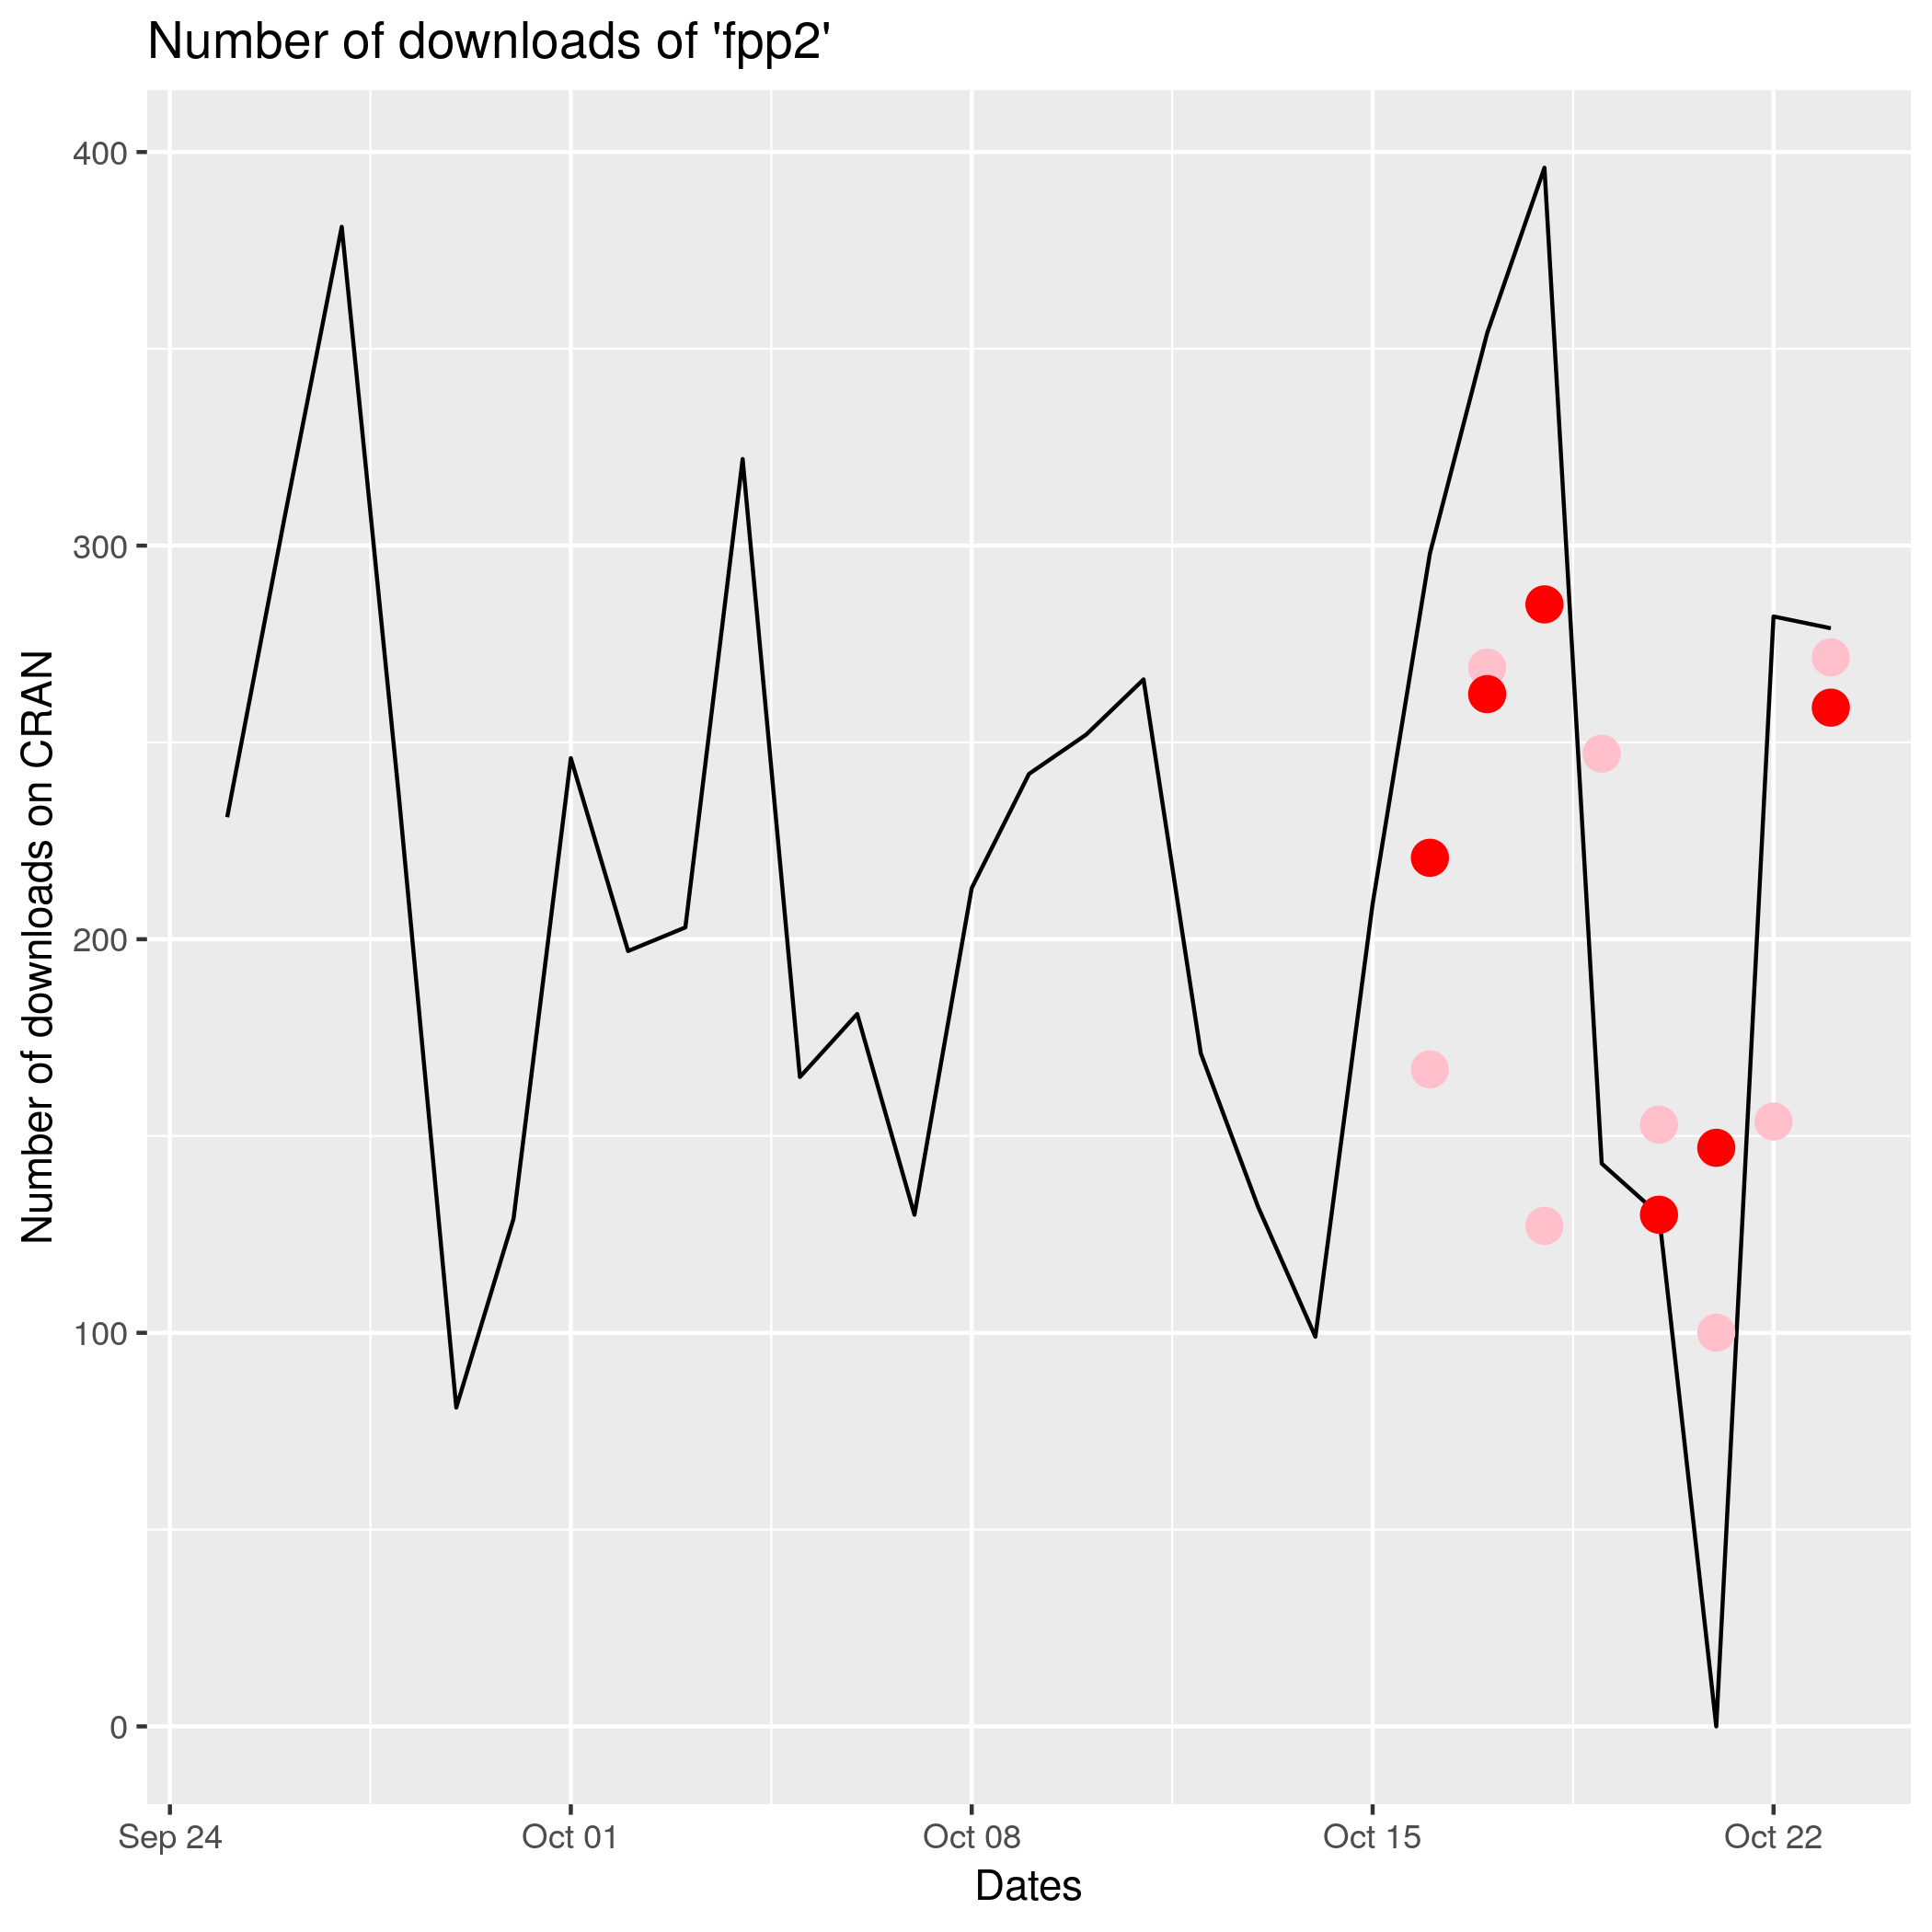 Number of downloads of 'fpp2'
Number of downloads on CRAN
400
300
200
100
0
Sep 24
Oct 01
Oct 08
Oct 15
Oct 22
Dates